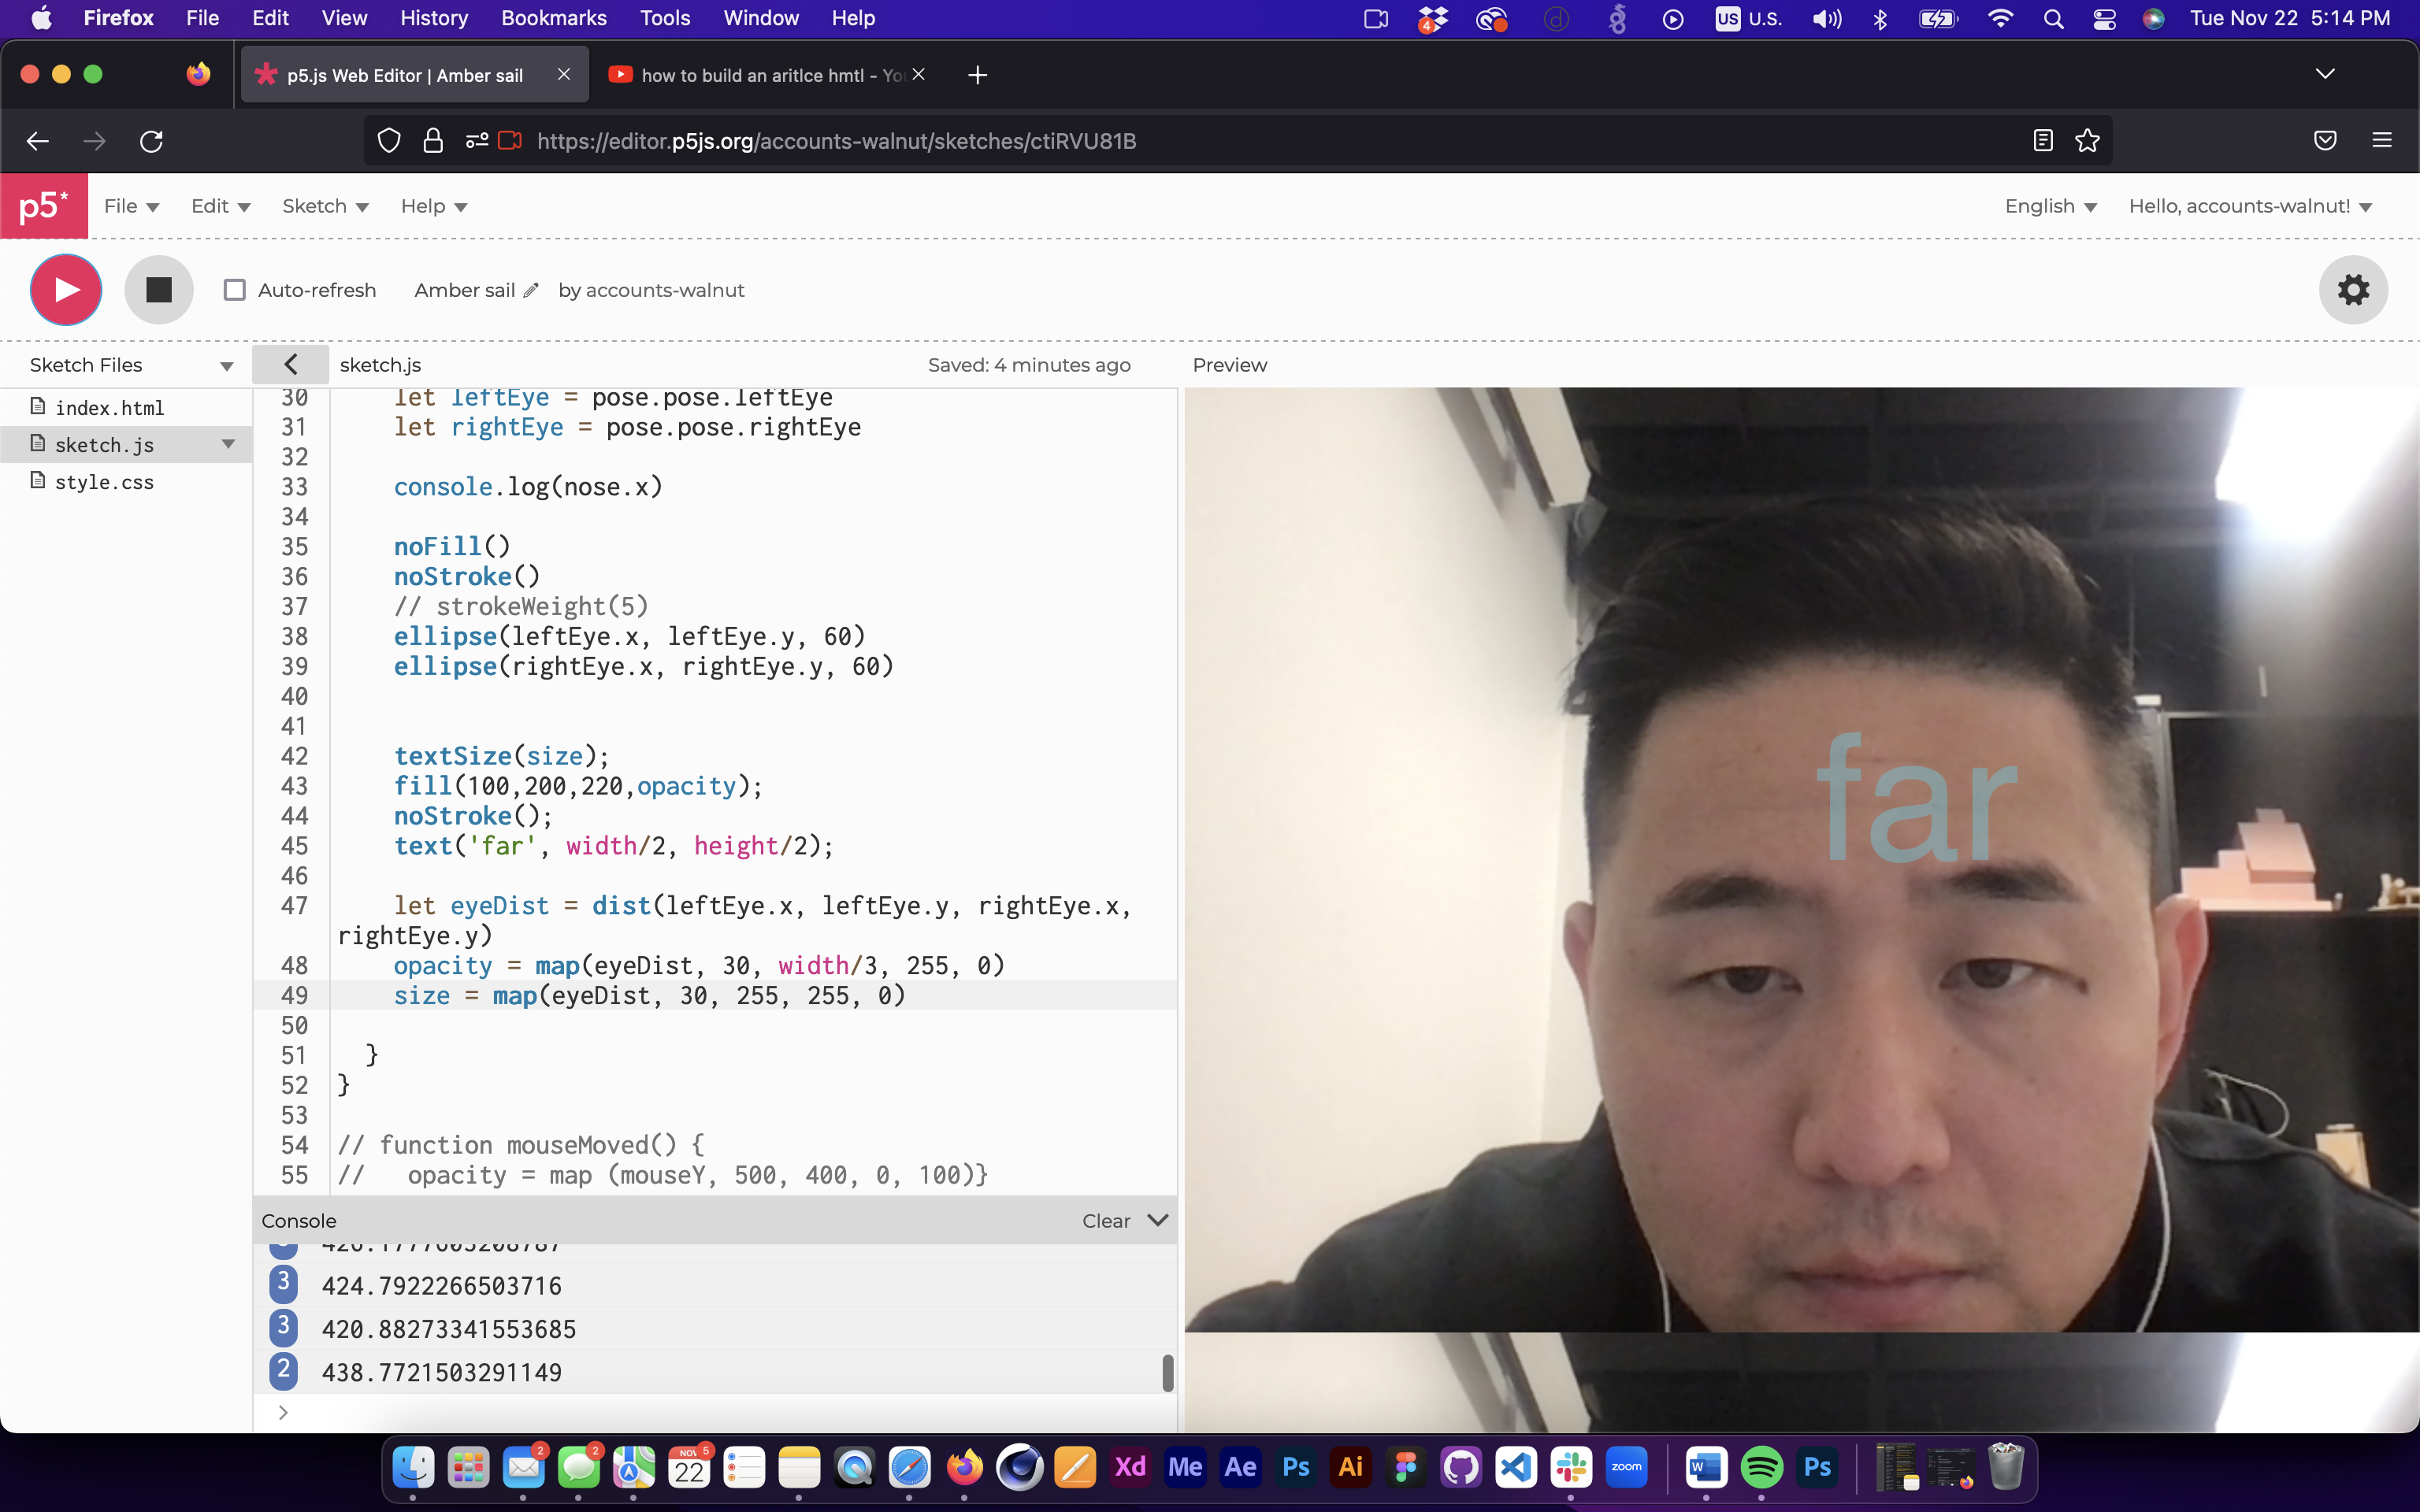 Firefox File Edit View History Bookmarks Tools Window Help 4 US U.S. Tue Nov 22 5:14 PM
p5.js Web Editor | Amber sail how to build an aritlce hmtl - Yo
https://editor.p5js.org/accounts-walnut/sketches/ctiRVU81B
p5* File Edit Sketch Help English Hello, accounts-walnut!
Auto-refresh Amber sail by accounts-walnut
Sketch Files sketch.js Saved: 4 minutes ago Preview
index.html
sketch.js
style.css
30 let leftEye = pose.pose.leftEye
31 let rightEye = pose.pose.rightEye
32
33 console.log(nose.x)
34
35 noFill()
36 noStroke()
37 // strokeWeight(5)
38 ellipse(leftEye.x, leftEye.y, 60)
39 ellipse(rightEye.x, rightEye.y, 60)
40
41
42 textSize(size);
43 fill(100,200,220,opacity);
44 noStroke();
45 text('far', width/2, height/2);
46
47 let eyeDist = dist(leftEye.x, leftEye.y, rightEye.x,
rightEye.y)
48 opacity = map(eyeDist, 30, width/3, 255, 0)
49 size = map(eyeDist, 30, 255, 255, 0)
50
51 }
52 }
53
54 // function mouseMoved() {
55 //   opacity = map (mouseY, 500, 400, 0, 100)}
far
Console Clear
3 424.7922266503716
3 420.88273341553685
2 438.7721503291149
>
2 2 NOV 5 22 Xd Me Ae Ps Ai zoom W Ps